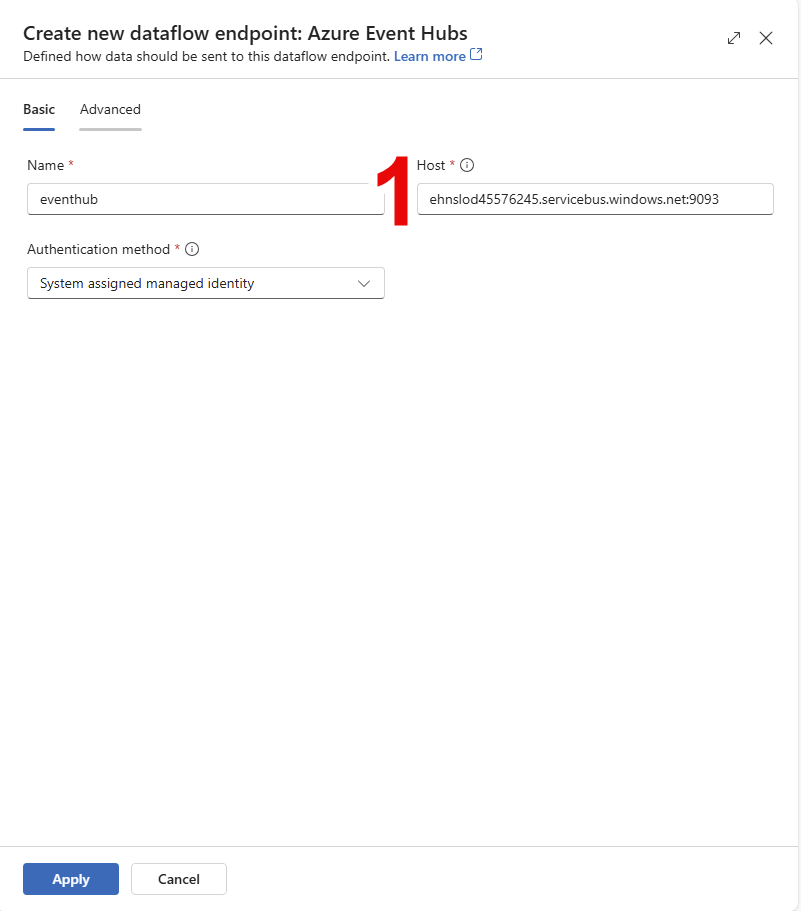 Create new dataflow endpoint: Azure Event Hubs
Defined how data should be sent to this dataflow endpoint. Learn more
Basic Advanced
Name * 1 Host *
eventhub ehnslod45576245.servicebus.windows.net:9093
Authentication method *
System assigned managed identity
Apply Cancel